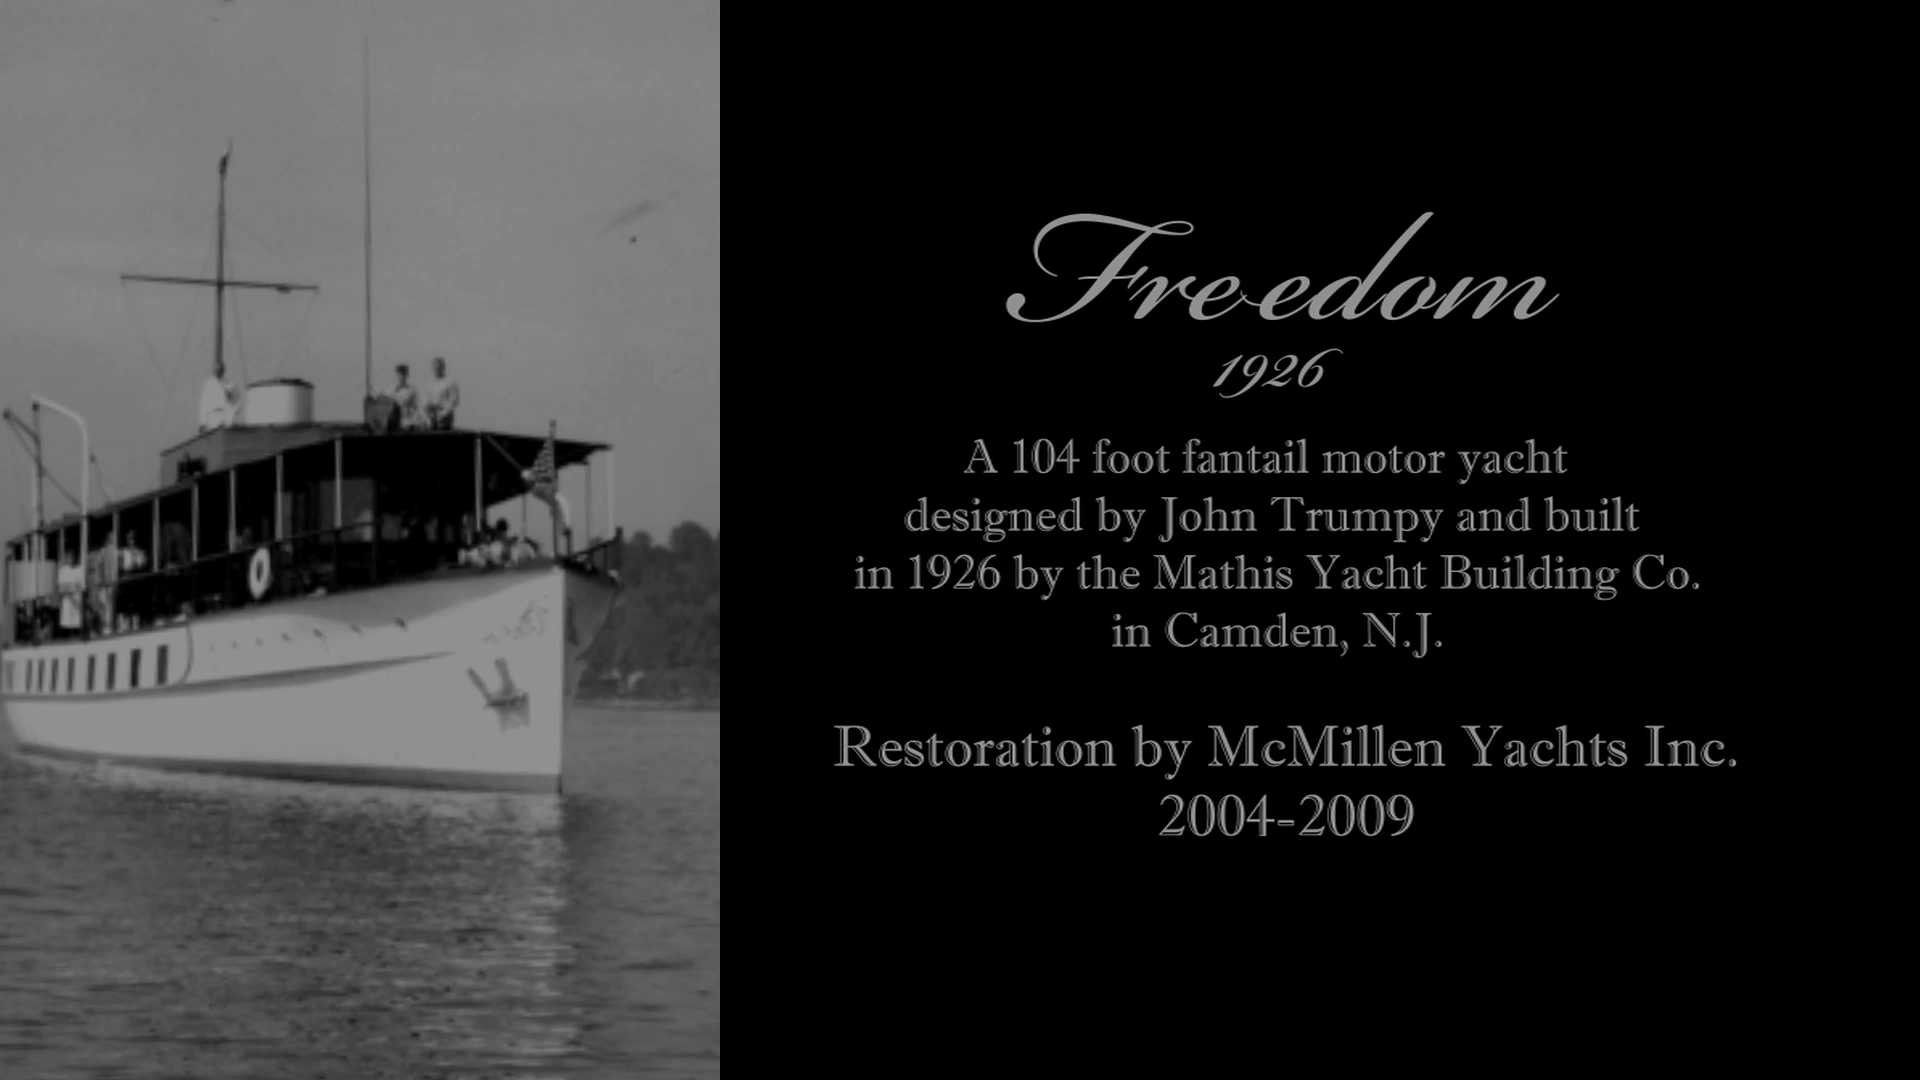 Freedom
1926
A 104 foot fantail motor yacht
designed by John Trumpy and built
in 1926 by the Mathis Yacht Building Co.
in Camden, N.J.
Restoration by McMillen Yachts Inc.
2004-2009